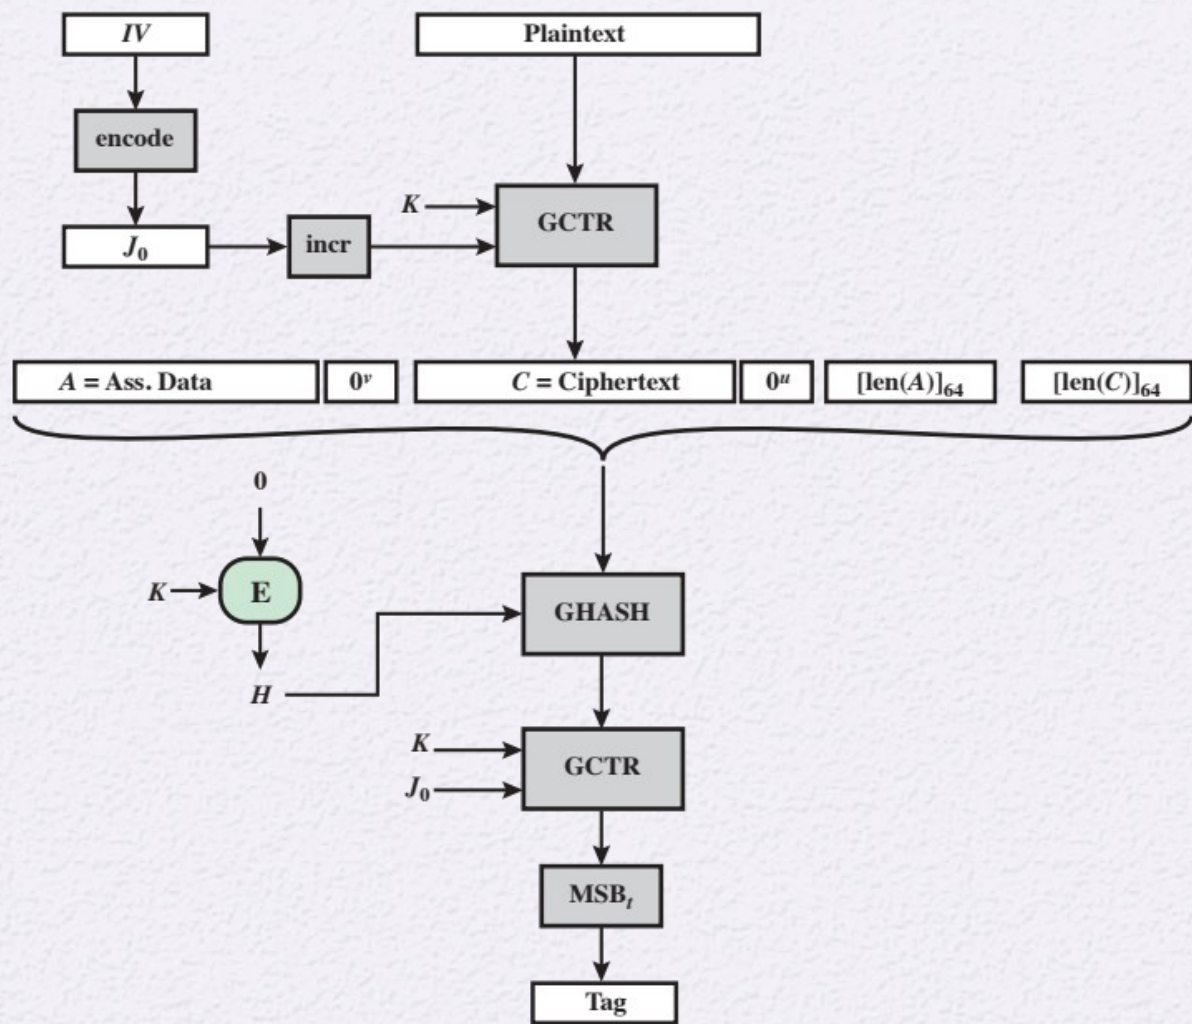 IV
Plaintext
encode
K
GCTR
J₀
incr
A = Ass. Data
0ᵛ
C = Ciphertext
0ᵘ
[len(A)]₆₄
[len(C)]₆₄
0
K
E
GHASH
H
K
GCTR
J₀
MSBₜ
Tag